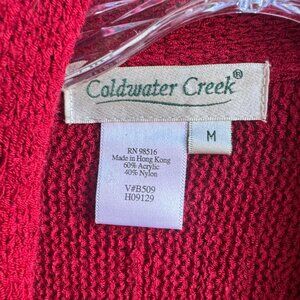 Coldwater Creek®
M
RN 98516
Made in Hong Kong
60% Acrylic
40% Nylon
V#B509
H09129